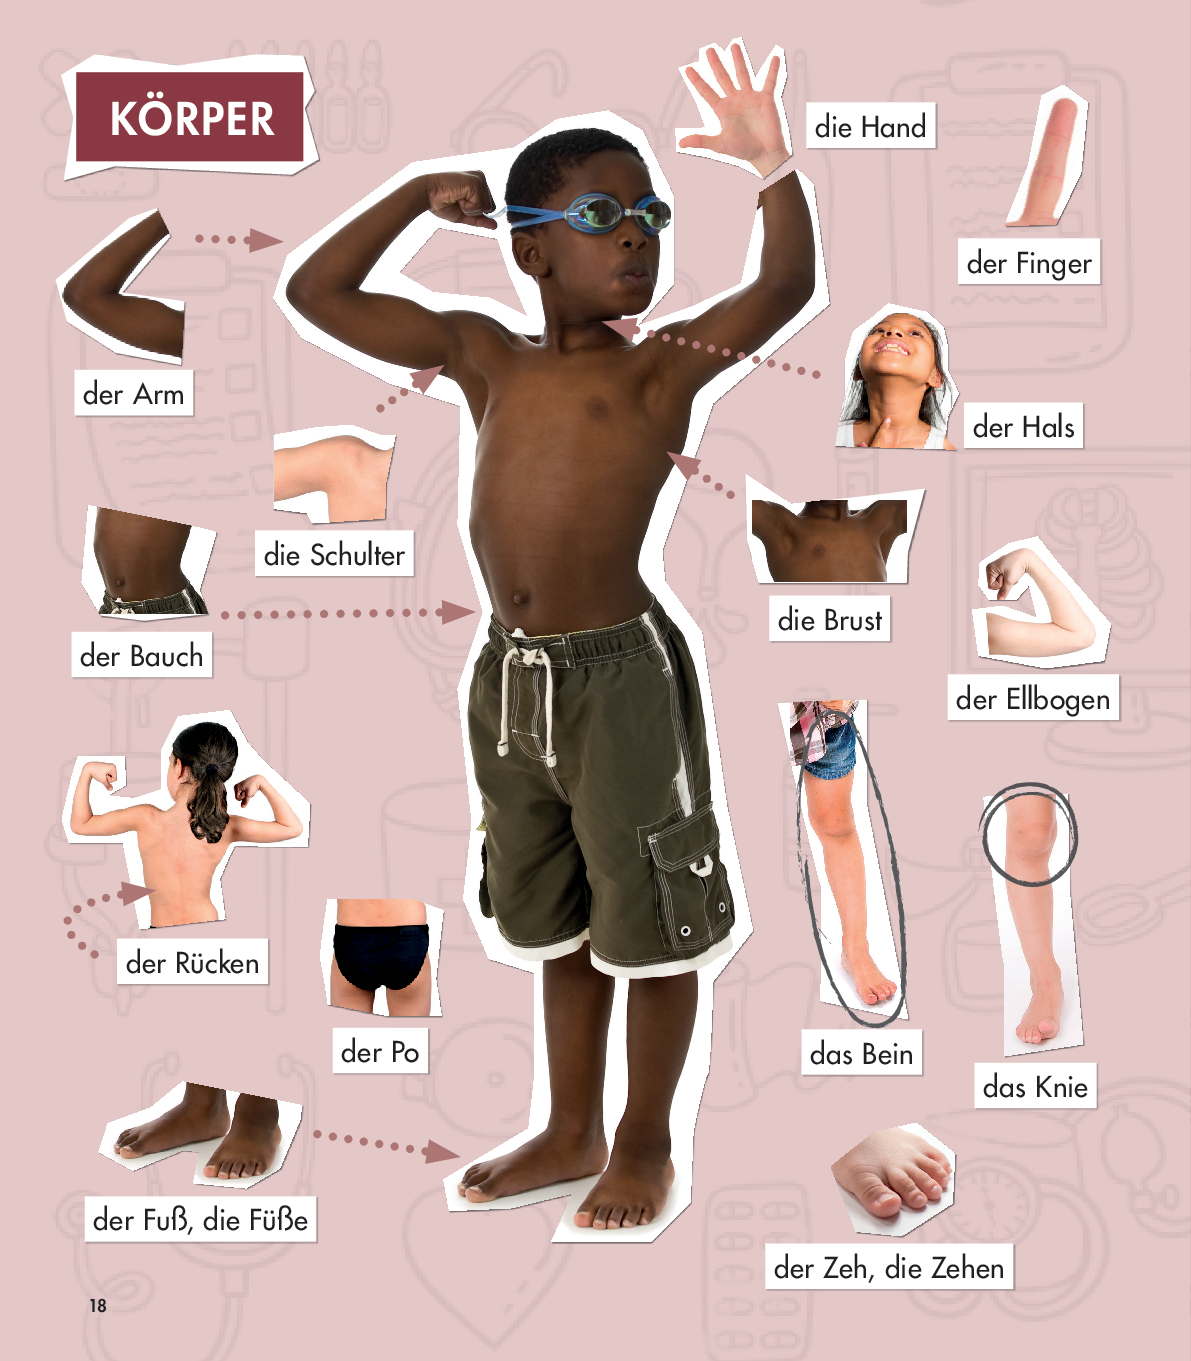 KÖRPER
die Hand
der Finger
der Arm
der Hals
die Schulter
die Brust
der Bauch
der Ellbogen
der Rücken
der Po
das Bein
das Knie
der Fuß, die Füße
der Zeh, die Zehen
18